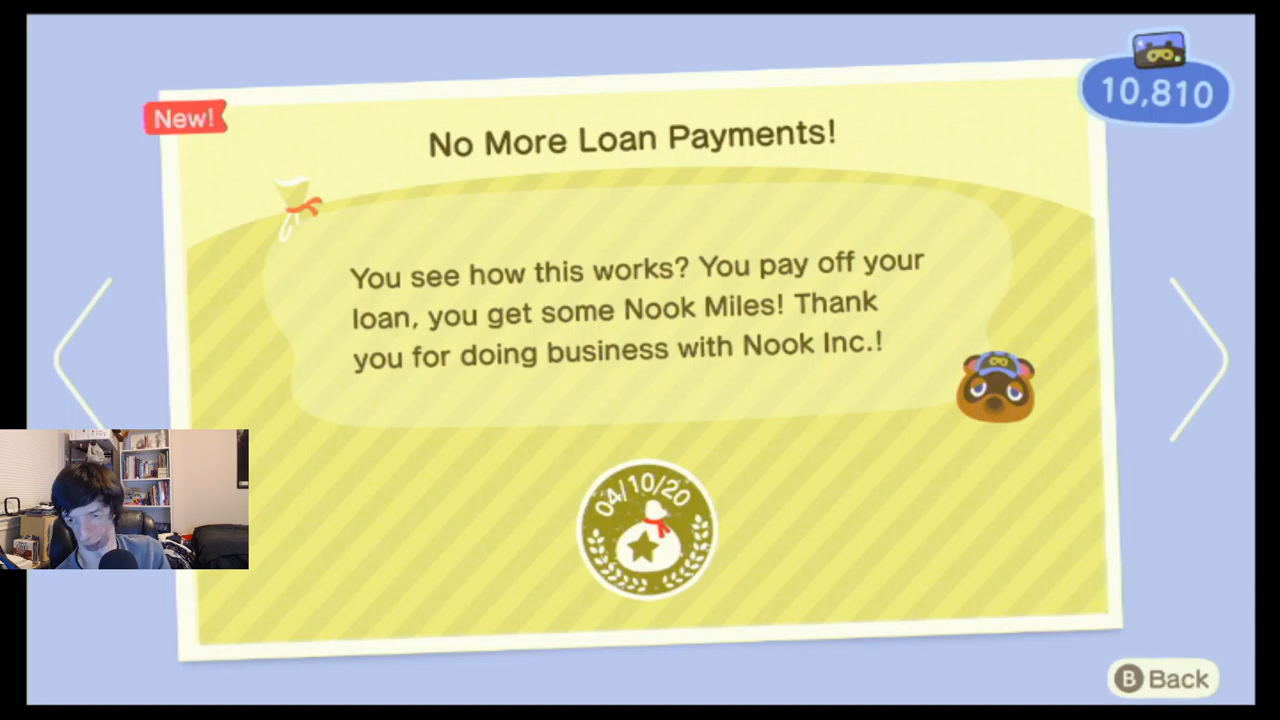 10,810
New!
No More Loan Payments!
You see how this works? You pay off your
loan, you get some Nook Miles! Thank
you for doing business with Nook Inc.!
04/10/20
B Back